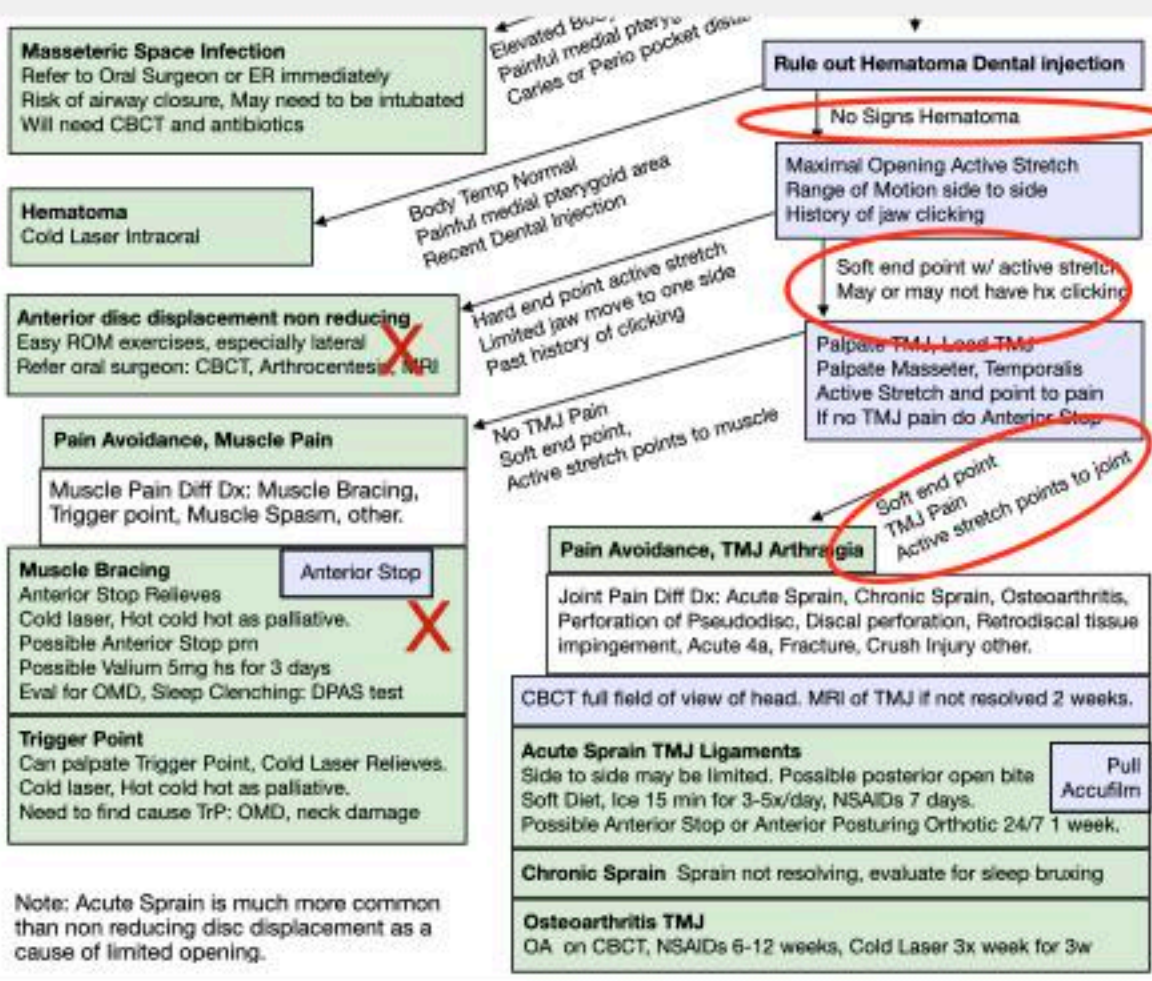 Elevated Body
Painful medial pteryg
Caries or Perio pocket distal
Masseteric Space Infection
Refer to Oral Surgeon or ER immediately
Risk of airway closure, May need to be intubated
Will need CBCT and antibiotics
Rule out Hematoma Dental injection
No Signs Hematoma
Body Temp Normal
Painful medial pterygoid area
Recent Dental Injection
Hematoma
Cold Laser Intraoral
Maximal Opening Active Stretch
Range of Motion side to side
History of jaw clicking
Soft end point w/ active stretch
May or may not have hx clicking
Hard end point active stretch
Limited jaw move to one side
Past history of clicking
Anterior disc displacement non reducing
Easy ROM exercises, especially lateral
Refer oral surgeon: CBCT, Arthrocentesis, MRI
X
Palpate TMJ, Load TMJ
Palpate Masseter, Temporalis
Active Stretch and point to pain
If no TMJ pain do Anterior Stop
No TMJ Pain
Soft end point,
Active stretch points to muscle
Soft end point
TMJ Pain
Active stretch points to joint
Pain Avoidance, Muscle Pain
Muscle Pain Diff Dx: Muscle Bracing,
Trigger point, Muscle Spasm, other.
Muscle Bracing
Anterior Stop
Anterior Stop Relieves
Cold laser, Hot cold hot as palliative.
Possible Anterior Stop prn
Possible Valium 5mg hs for 3 days
Eval for OMD, Sleep Clenching: DPAS test
X
Trigger Point
Can palpate Trigger Point, Cold Laser Relieves.
Cold laser, Hot cold hot as palliative.
Need to find cause TrP: OMD, neck damage
Note: Acute Sprain is much more common
than non reducing disc displacement as a
cause of limited opening.
Pain Avoidance, TMJ Arthralgia
Joint Pain Diff Dx: Acute Sprain, Chronic Sprain, Osteoarthritis,
Perforation of Pseudodisc, Discal perforation, Retrodiscal tissue
impingement, Acute 4a, Fracture, Crush Injury other.
CBCT full field of view of head. MRI of TMJ if not resolved 2 weeks.
Acute Sprain TMJ Ligaments
Side to side may be limited. Possible posterior open bite
Soft Diet, Ice 15 min for 3-5x/day, NSAIDs 7 days.
Possible Anterior Stop or Anterior Posturing Orthotic 24/7 1 week.
Pull
Accufilm
Chronic Sprain Sprain not resolving, evaluate for sleep bruxing
Osteoarthritis TMJ
OA on CBCT, NSAIDs 6-12 weeks, Cold Laser 3x week for 3w